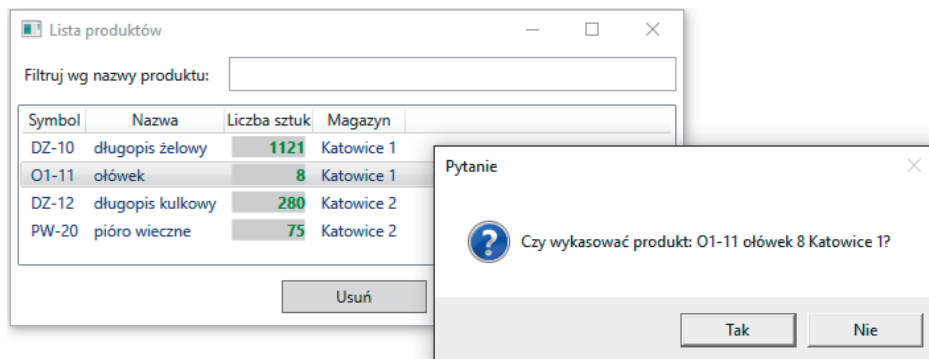 Lista produktów
Filtruj wg nazwy produktu:
Symbol Nazwa Liczba sztuk Magazyn
DZ-10 długopis żelowy 1121 Katowice 1
O1-11 ołówek 8 Katowice 1
DZ-12 długopis kulkowy 280 Katowice 2
PW-20 pióro wieczne 75 Katowice 2
Usuń
Pytanie
Czy wykasować produkt: O1-11 ołówek 8 Katowice 1?
Tak Nie